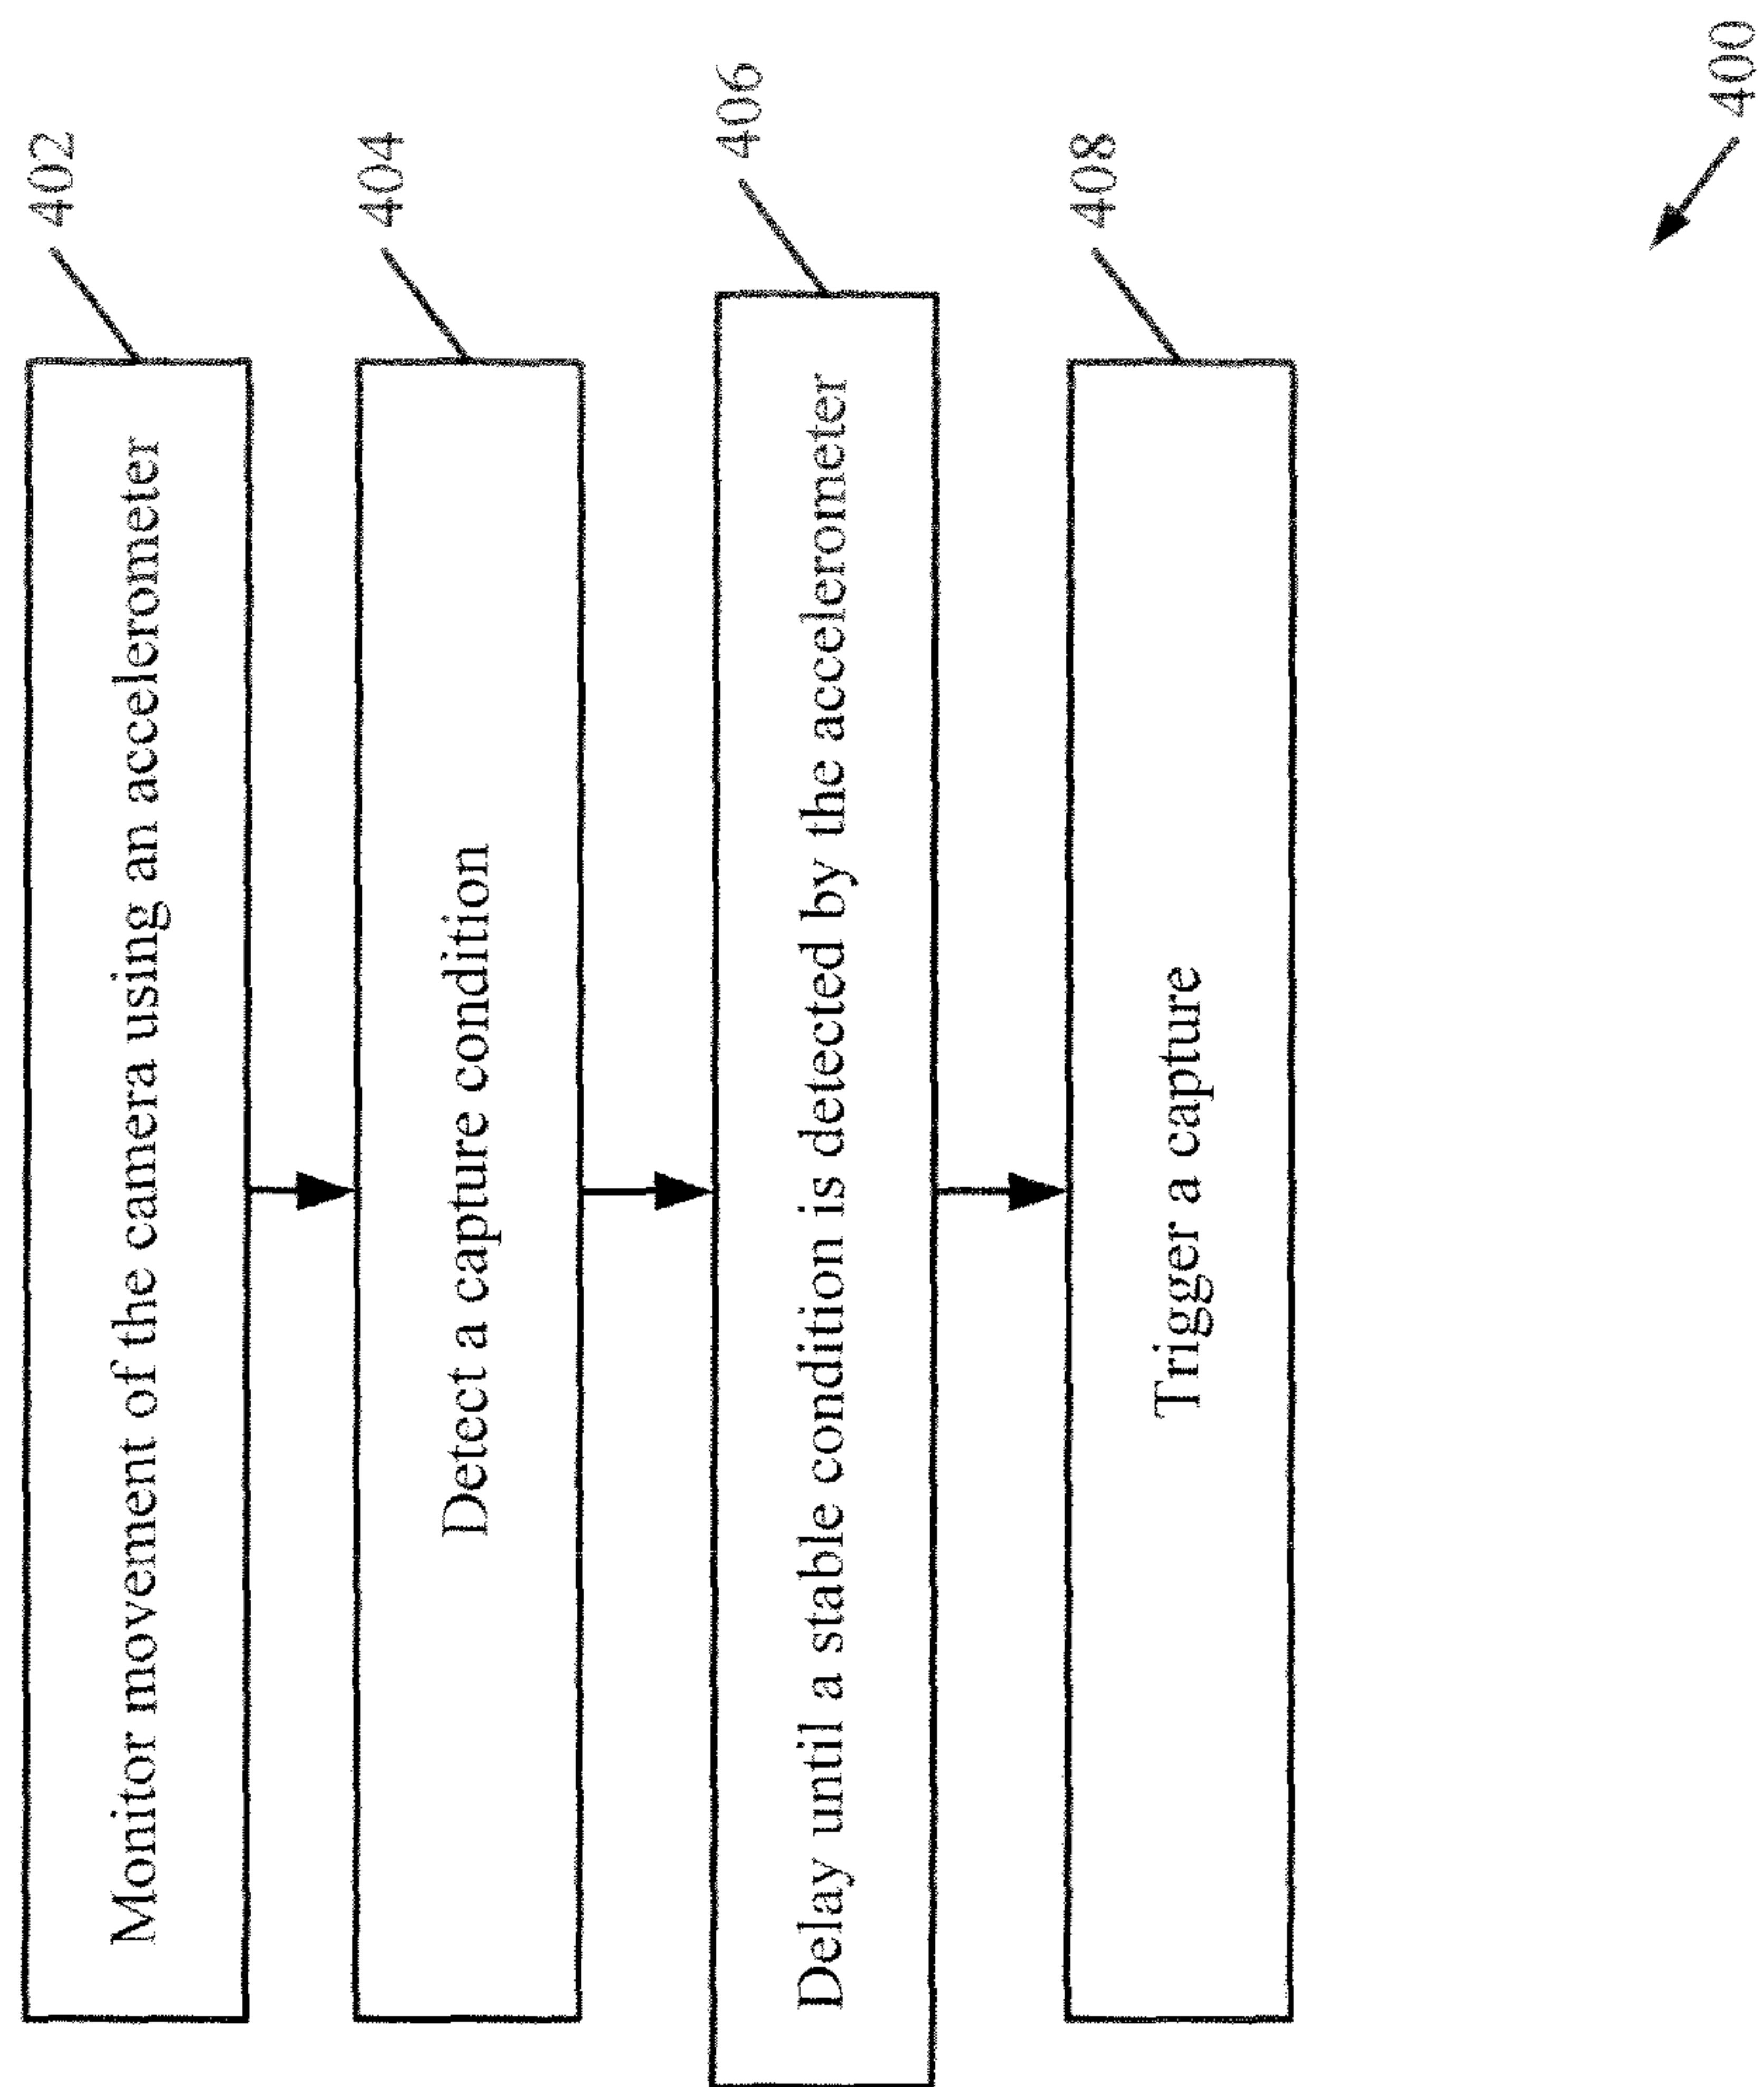 Monitor movement of the camera using an accelerometer
402
Detect a capture condition
404
Delay until a stable condition is detected by the accelerometer
406
Trigger a capture
408
400